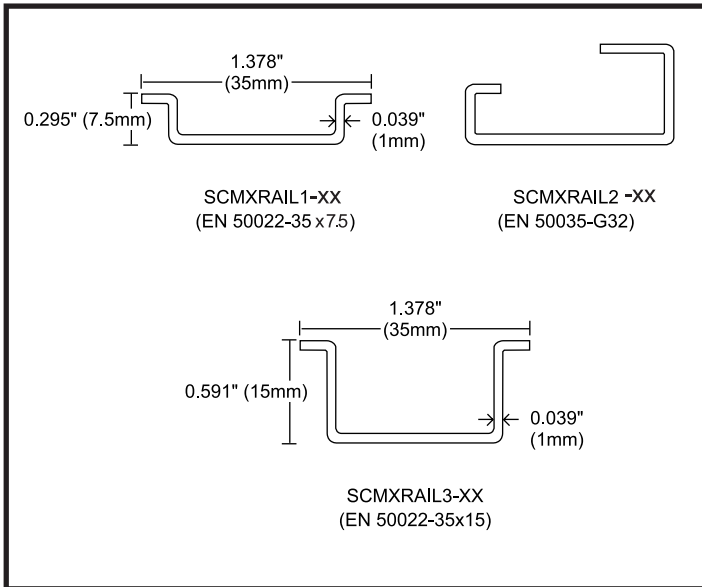 1.378"
(35mm)
0.295" (7.5mm)
0.039"
(1mm)
SCMXRAIL1-XX
(EN 50022-35 x7.5)
SCMXRAIL2 -XX
(EN 50035-G32)
1.378"
(35mm)
0.591" (15mm)
0.039"
(1mm)
SCMXRAIL3-XX
(EN 50022-35x15)